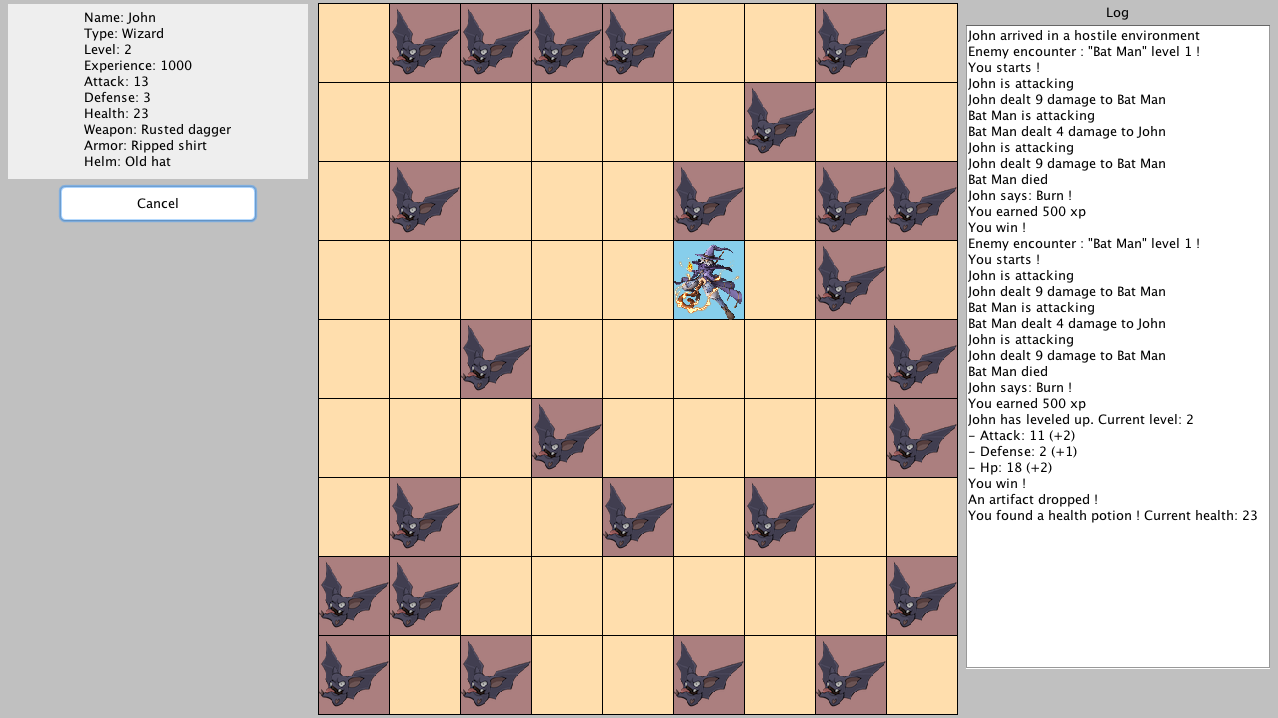 Name: John
Type: Wizard
Level: 2
Experience: 1000
Attack: 13
Defense: 3
Health: 23
Weapon: Rusted dagger
Armor: Ripped shirt
Helm: Old hat
Cancel
Log
John arrived in a hostile environment
Enemy encounter : "Bat Man" level 1 !
You starts !
John is attacking
John dealt 9 damage to Bat Man
Bat Man is attacking
Bat Man dealt 4 damage to John
John is attacking
John dealt 9 damage to Bat Man
Bat Man died
John says: Burn !
You earned 500 xp
You win !
Enemy encounter : "Bat Man" level 1 !
You starts !
John is attacking
John dealt 9 damage to Bat Man
Bat Man is attacking
Bat Man dealt 4 damage to John
John is attacking
John dealt 9 damage to Bat Man
Bat Man died
John says: Burn !
You earned 500 xp
John has leveled up. Current level: 2
- Attack: 11 (+2)
- Defense: 2 (+1)
- Hp: 18 (+2)
You win !
An artifact dropped !
You found a health potion ! Current health: 23